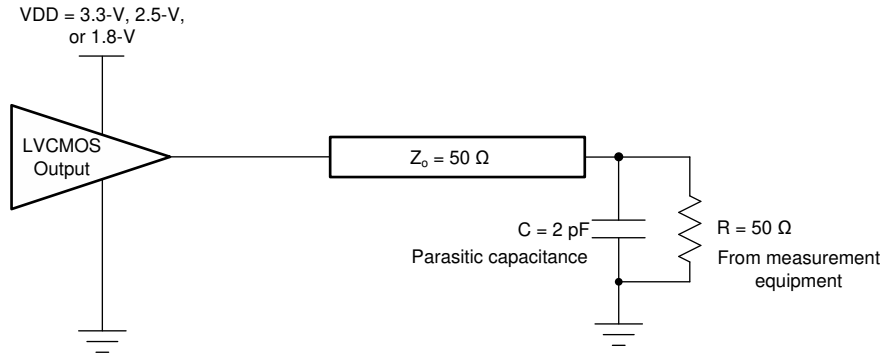 VDD = 3.3-V, 2.5-V,
or 1.8-V
LVCMOS
Output
Zo = 50 Ω
C = 2 pF
Parasitic capacitance
R = 50 Ω
From measurement
equipment